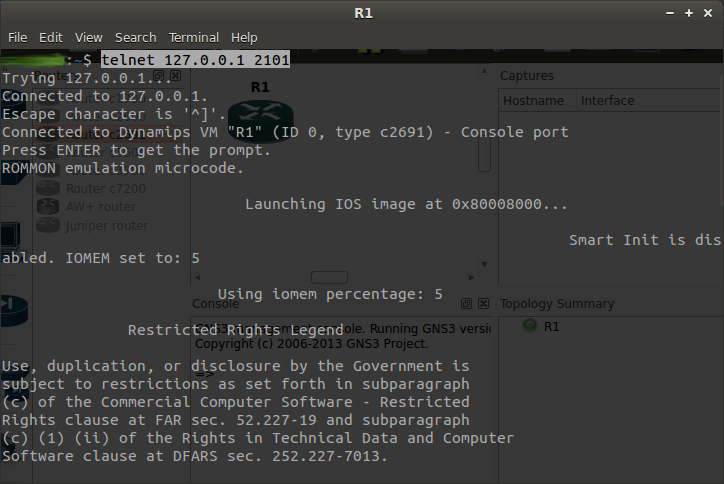 R1
File Edit View Search Terminal Help
:~$ telnet 127.0.0.1 2101
Trying 127.0.0.1...
Connected to 127.0.0.1.
Escape character is '^]'.
Connected to Dynamips VM "R1" (ID 0, type c2691) - Console port
Press ENTER to get the prompt.
ROMMON emulation microcode.
Launching IOS image at 0x80008000...
Smart Init is dis
abled. IOMEM set to: 5
Using iomem percentage: 5
Restricted Rights Legend
Use, duplication, or disclosure by the Government is
subject to restrictions as set forth in subparagraph
(c) of the Commercial Computer Software - Restricted
Rights clause at FAR sec. 52.227-19 and subparagraph
(c) (1) (ii) of the Rights in Technical Data and Computer
Software clause at DFARS sec. 252.227-7013.
R1
Router c7200
AW+ router
Juniper router
Captures
Hostname Interface
Console
management console. Running GNS3 versi
Copyright (c) 2006-2013 GNS3 Project.
=>
Topology Summary
R1